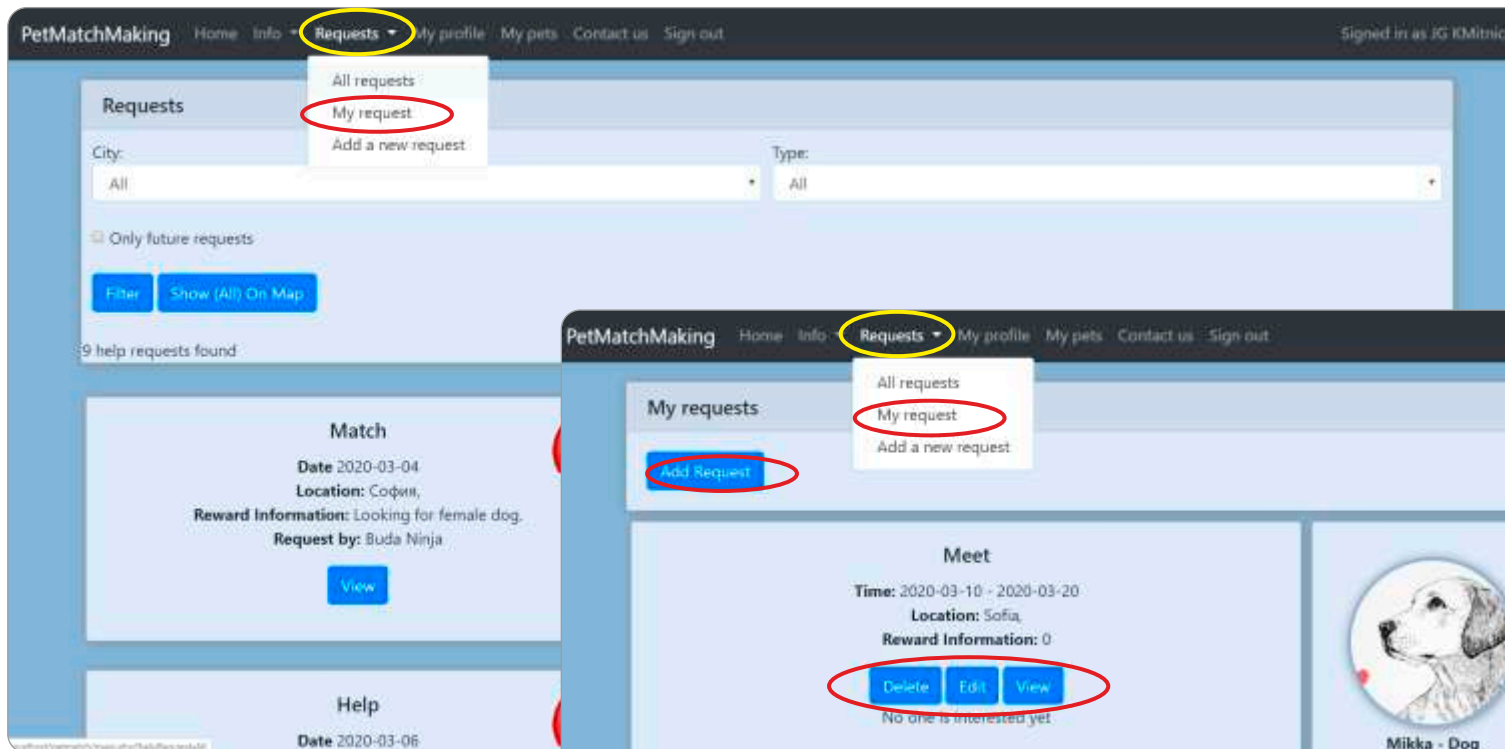 PetMatchMaking Home Info Requests My profile My pets Contact us Sign out Signed in as JG KMitnic
All requests
My request
Add a new request
Requests
City:
All
Type:
All
Only future requests
Filter Show (All) On Map
9 help requests found
Match
Date 2020-03-04
Location: София,
Reward Information: Looking for female dog.
Request by: Buda Ninja
View
Help
Date 2020-03-06
PetMatchMaking Home Info Requests My profile My pets Contact us Sign out
All requests
My request
Add a new request
My requests
Add Request
Meet
Time: 2020-03-10 - 2020-03-20
Location: Sofia,
Reward Information: 0
Delete Edit View
No one is interested yet
Mikka - Dog